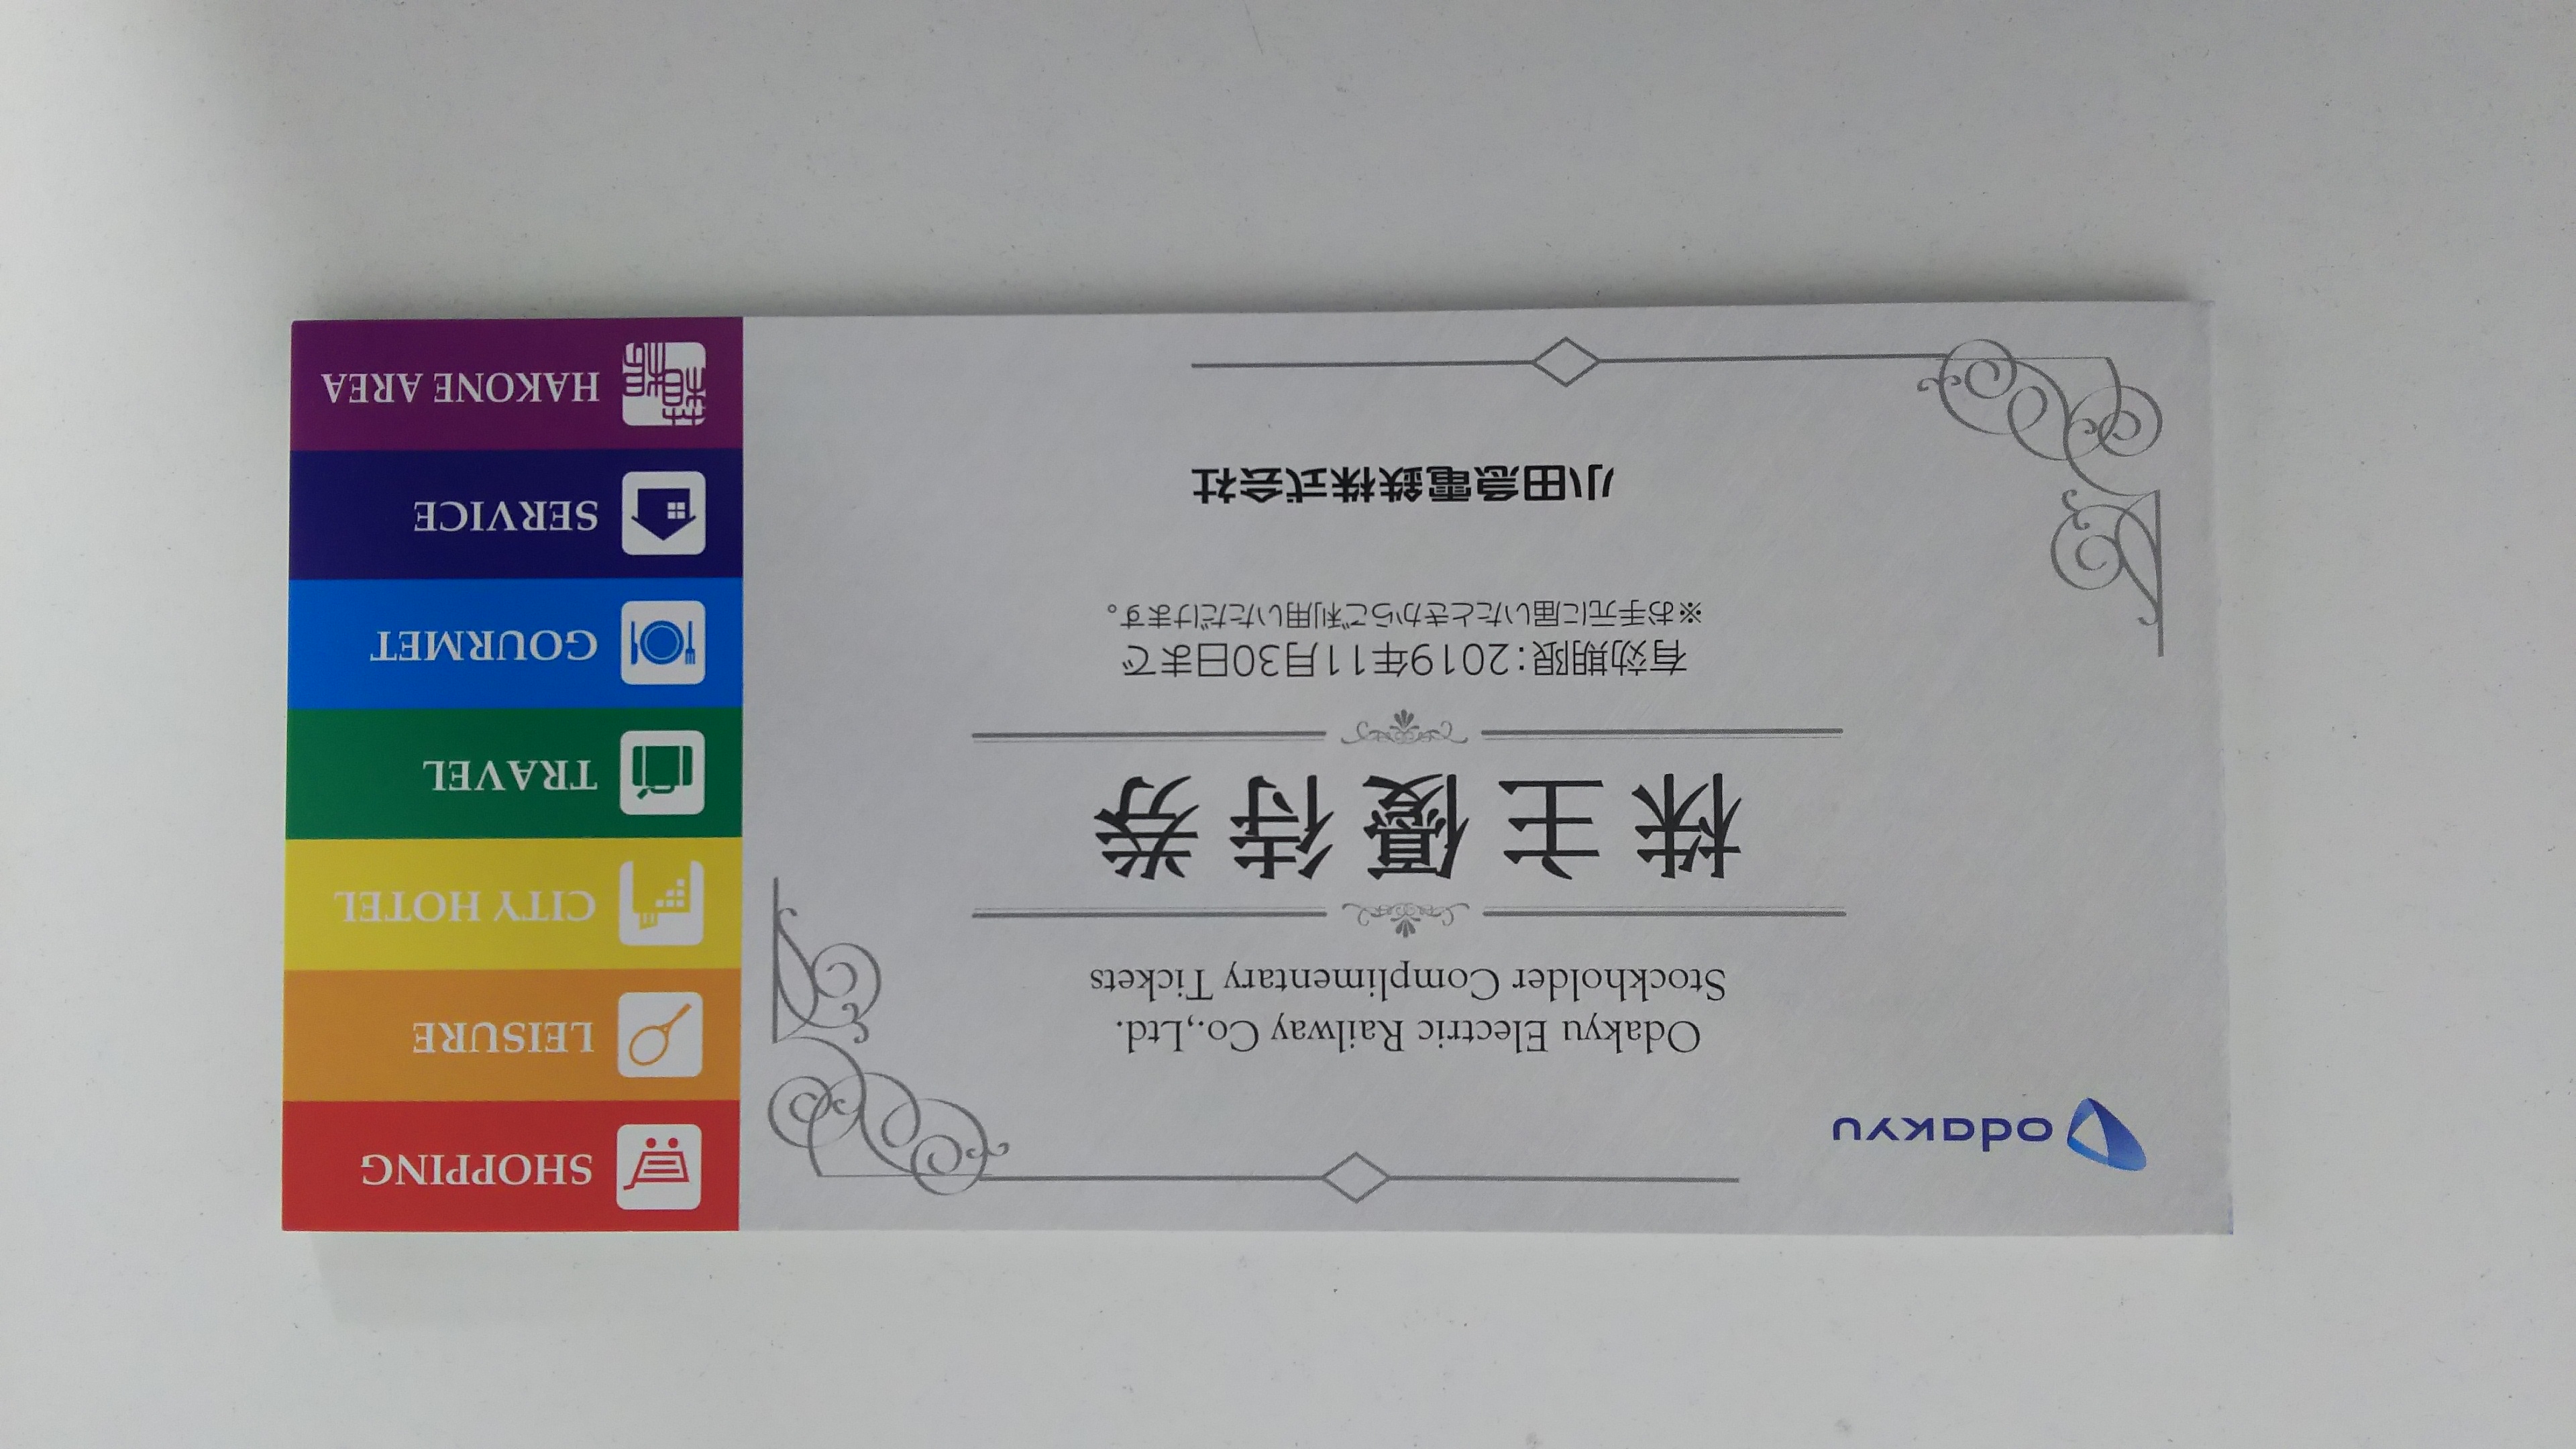 odakyu
Odakyu Electric Railway Co.,Ltd.
Stockholder Complimentary Tickets
株主優待券
有効期限：2019年11月30日まで
※お手元に届いたときからご利用いただけます。
小田急電鉄株式会社
SHOPPING
LEISURE
CITY HOTEL
TRAVEL
GOURMET
SERVICE
HAKONE AREA